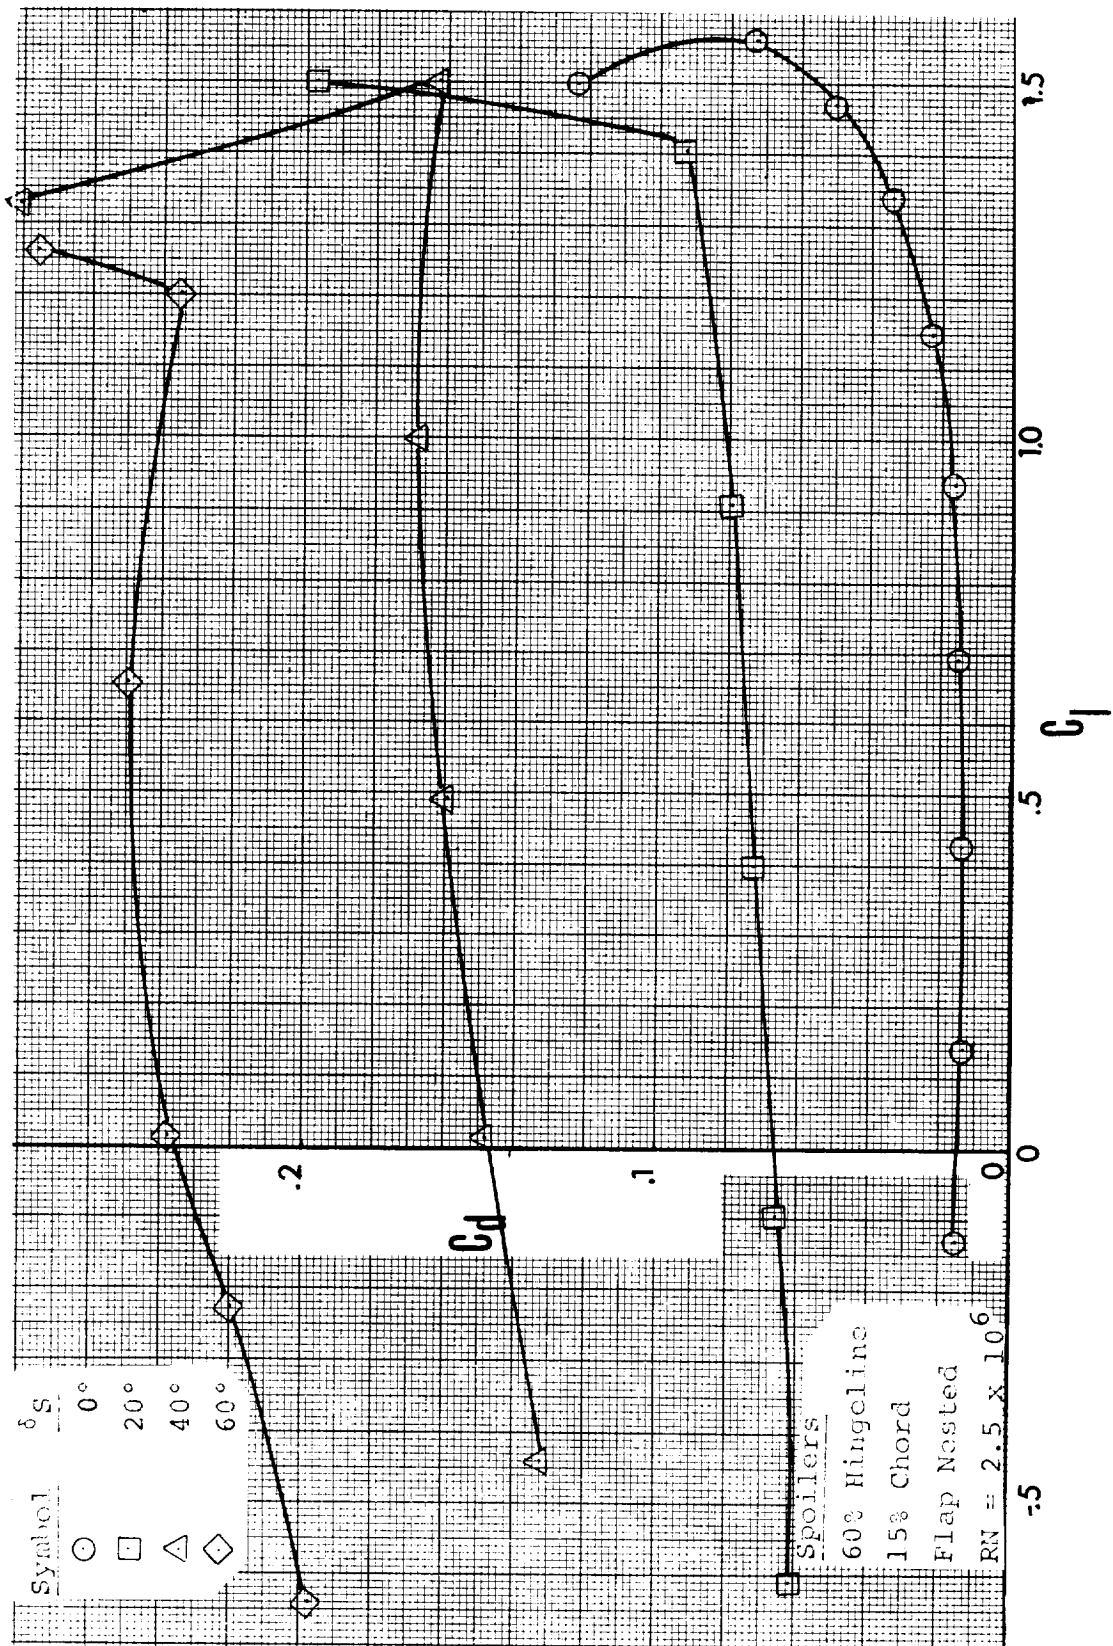 Symbol δS
0°
20°
40°
60°
.2
.1
0
Cd
-.5
0
.5
1.0
1.5
Cl
Spoilers
60% Hingeline
15% Chord
Flap Nested
RN = 2.5 x 10⁶